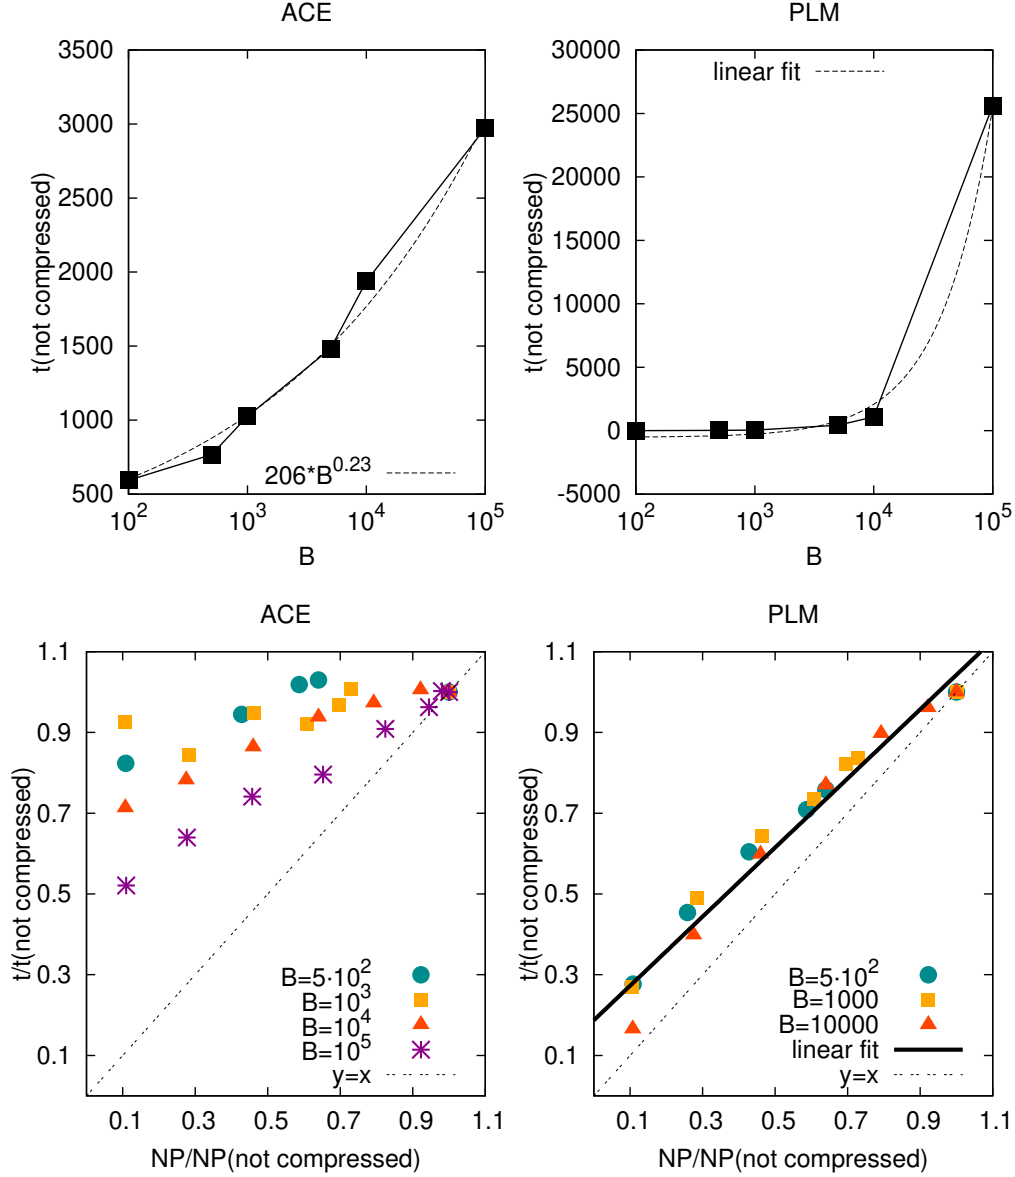 ACE
3500
3000
2500
2000
1500
1000
500
t(not compressed)
206*B^0.23
10^2 10^3 10^4 10^5
B
PLM
30000
25000
20000
15000
10000
5000
0
-5000
t(not compressed)
linear fit
10^2 10^3 10^4 10^5
B
ACE
1.1
0.9
0.7
0.5
0.3
0.1
t/t(not compressed)
B=5·10^2
B=10^3
B=10^4
B=10^5
y=x
0.1 0.3 0.5 0.7 0.9 1.1
NP/NP(not compressed)
PLM
1.1
0.9
0.7
0.5
0.3
0.1
t/t(not compressed)
B=5·10^2
B=1000
B=10000
linear fit
y=x
0.1 0.3 0.5 0.7 0.9 1.1
NP/NP(not compressed)